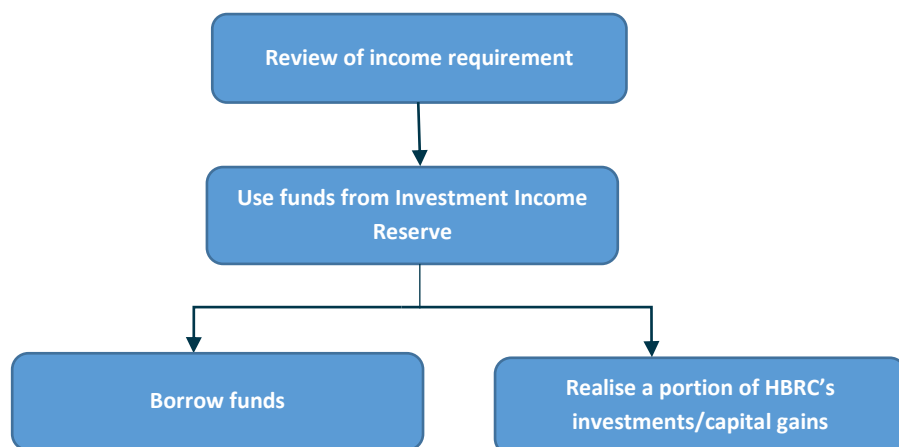 Review of income requirement
Use funds from Investment Income
Reserve
Borrow funds
Realise a portion of HBRC’s
investments/capital gains